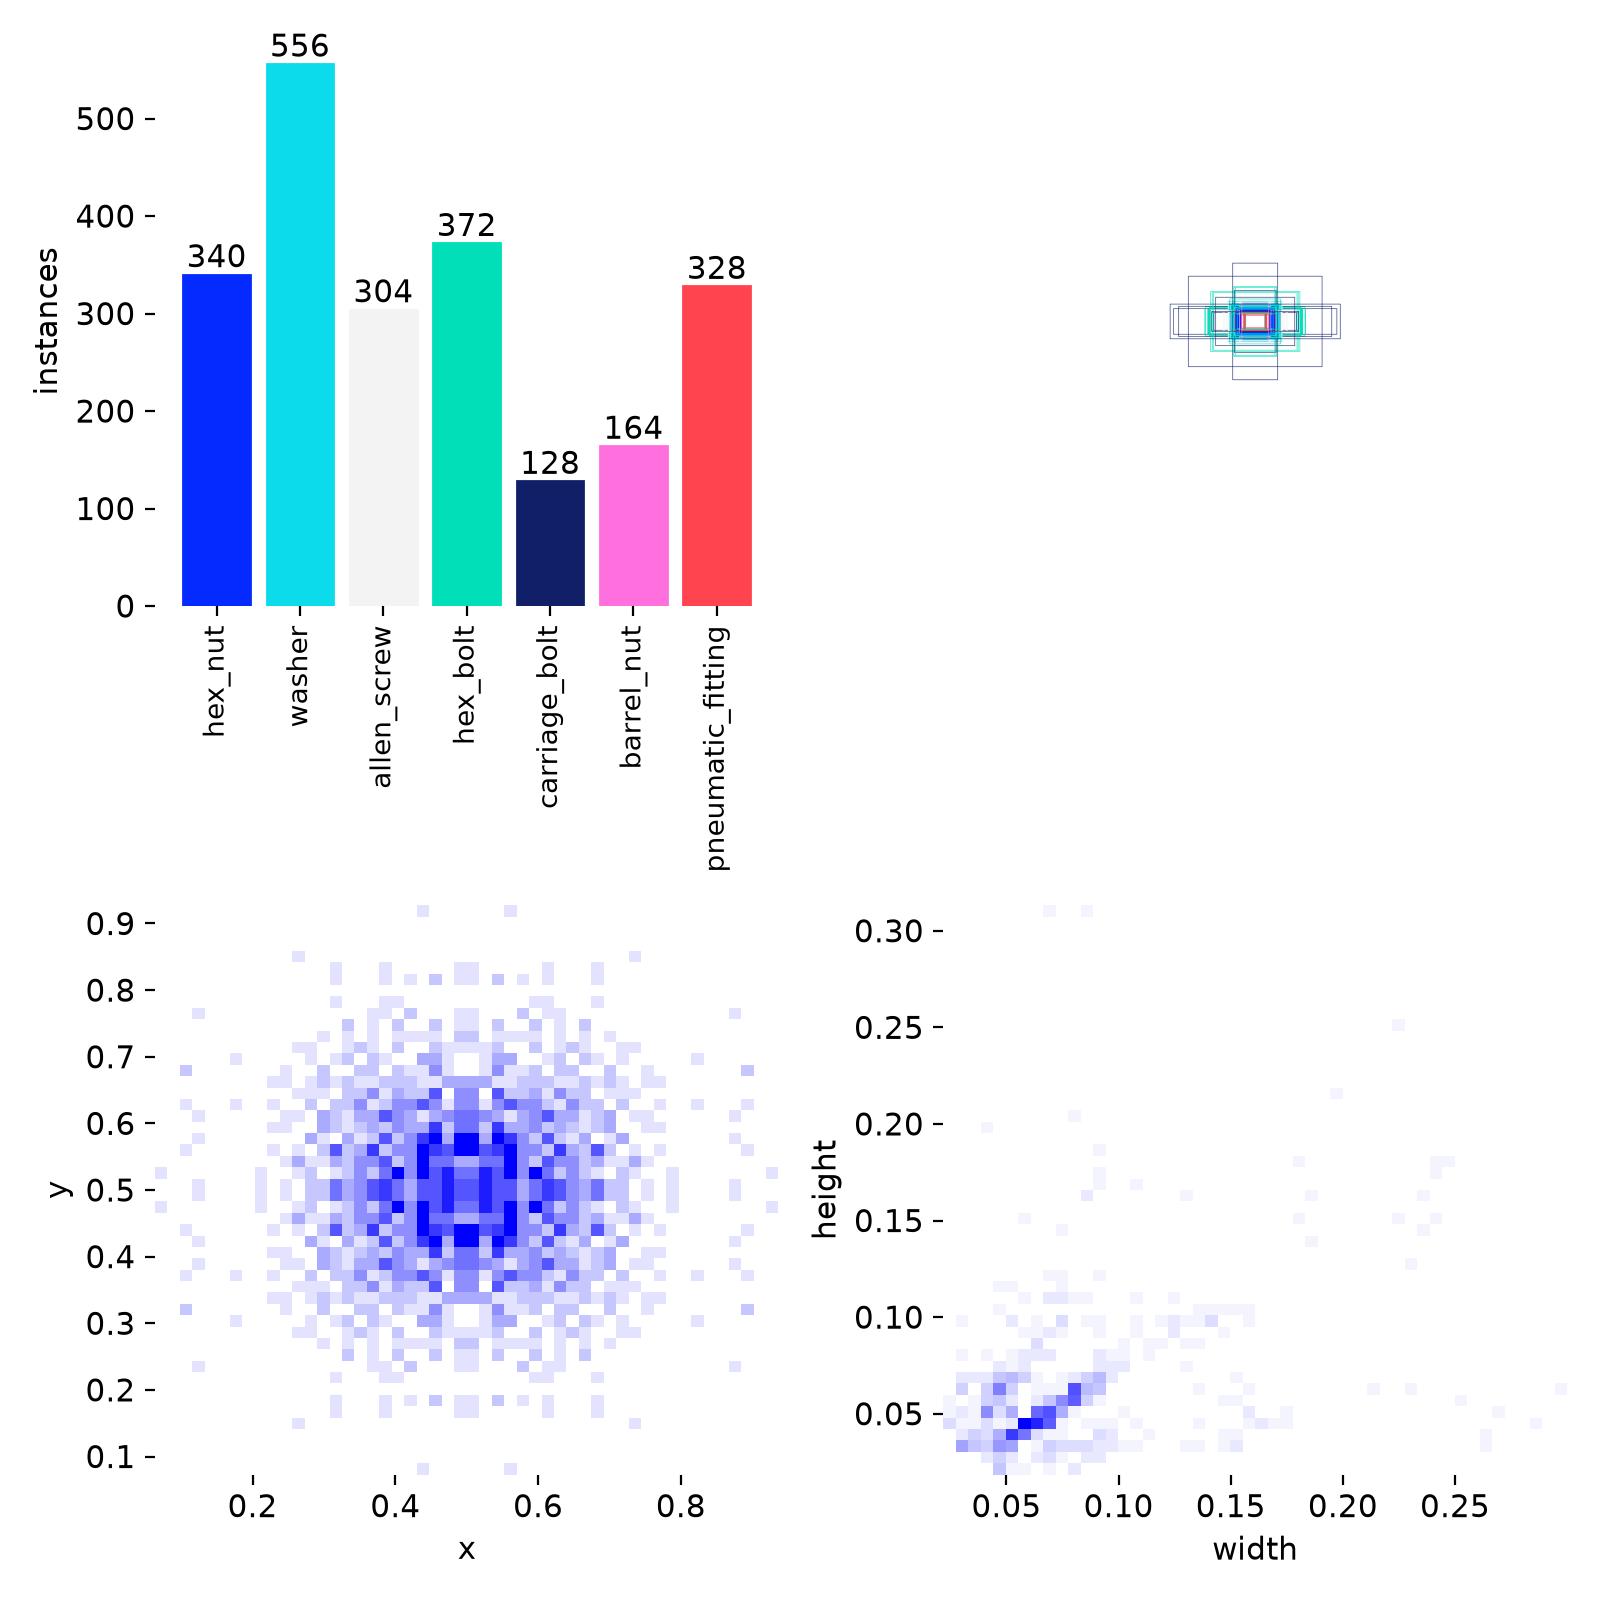 556
500
400
372
340
328
304
300
instances
200
164
128
100
0
hex_nut
washer
allen_screw
hex_bolt
carriage_bolt
barrel_nut
pneumatic_fitting
0.9
0.8
0.7
0.6
0.5
0.4
0.3
0.2
0.1
y
0.2 0.4 0.6 0.8
x
0.30
0.25
0.20
0.15
0.10
0.05
height
0.05 0.10 0.15 0.20 0.25
width